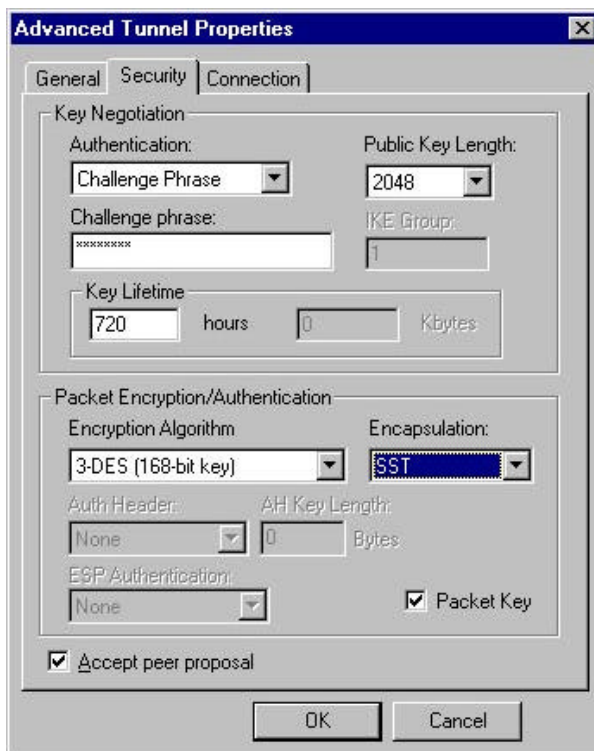 Advanced Tunnel Properties
General Security Connection
Key Negotiation
Authentication: Public Key Length:
Challenge Phrase 2048
Challenge phrase: IKE Group:
******** 1
Key Lifetime
720 hours 0 Kbytes
Packet Encryption/Authentication
Encryption Algorithm Encapsulation:
3-DES (168-bit key) SST
Auth Header: AH Key Length:
None 0 Bytes
ESP Authentication:
None Packet Key
Accept peer proposal
OK Cancel